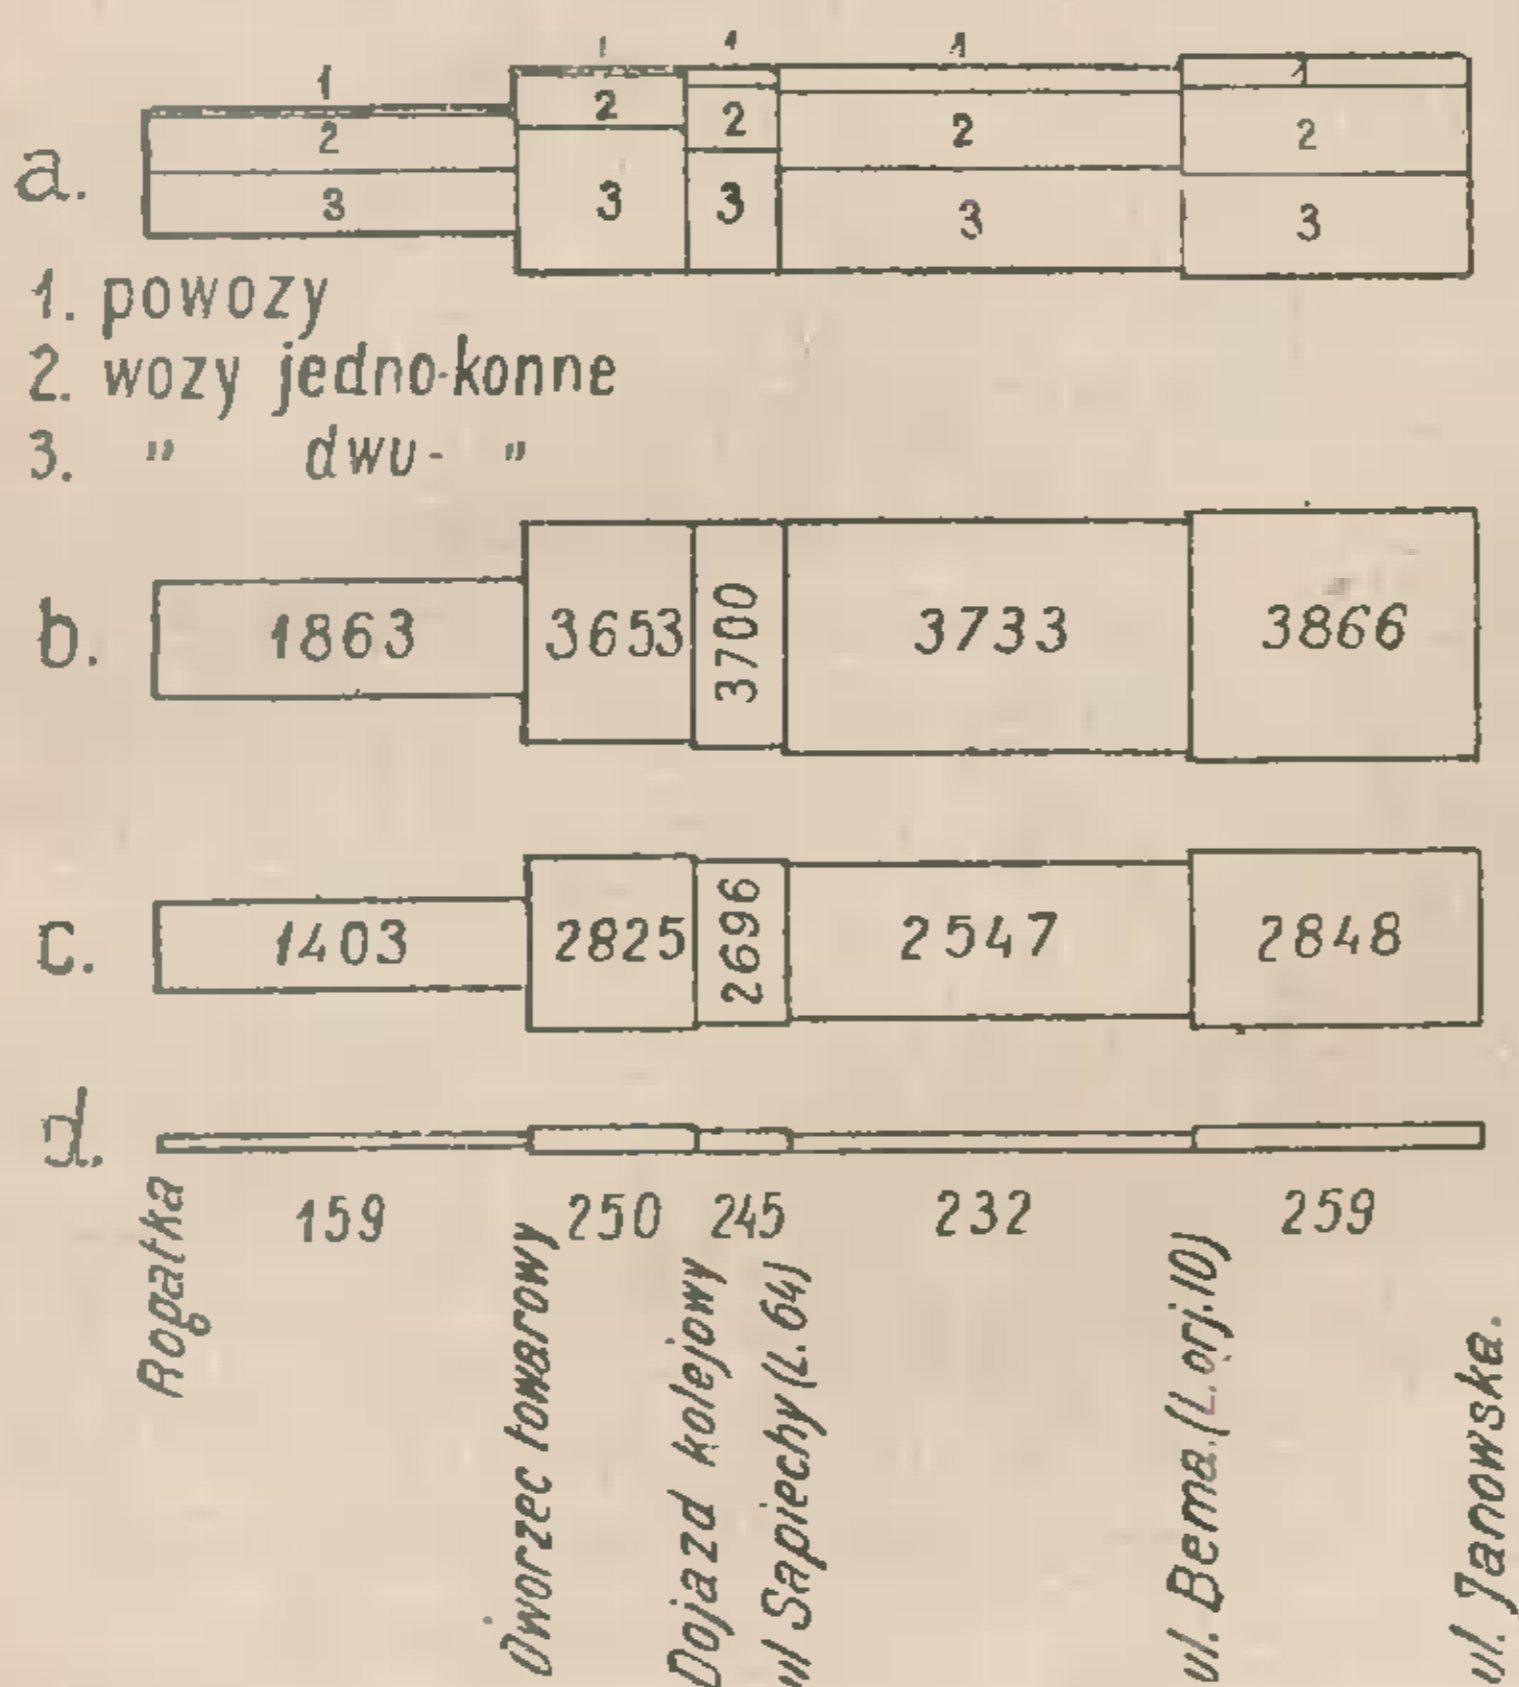 1 1 1 1 1
2 2 2 2 2
a.
3 3 3 3 3
1. powozy
2. wozy jedno-konne
3. " dwu- "
b. 1863 3653 3700 3733 3866
c. 1403 2825 2696 2547 2848
d.
159 250 245 232 259
Rogatka
Dworzec towarowy
Dojazd kolejowy
ul Sapiechy (L. 64)
ul. Bema. (L. orj. 10)
ul. Janowska.